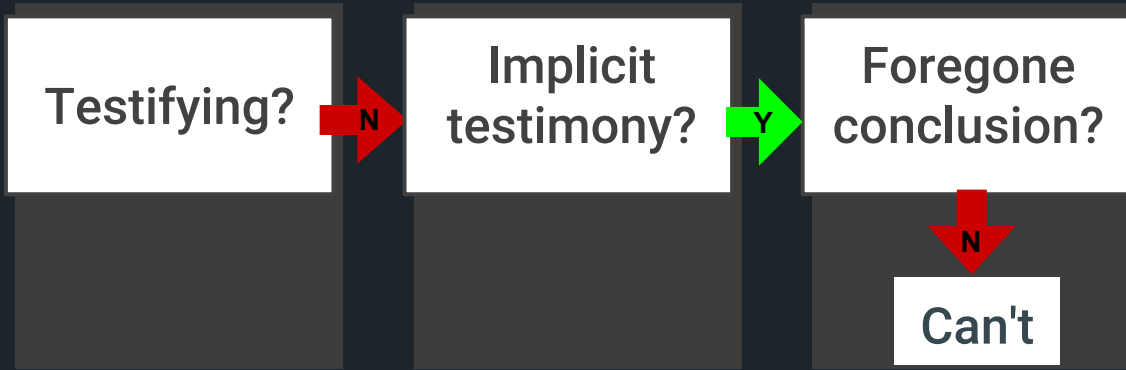 Testifying?
N
Implicit
testimony?
Y
Foregone
conclusion?
N
Can't